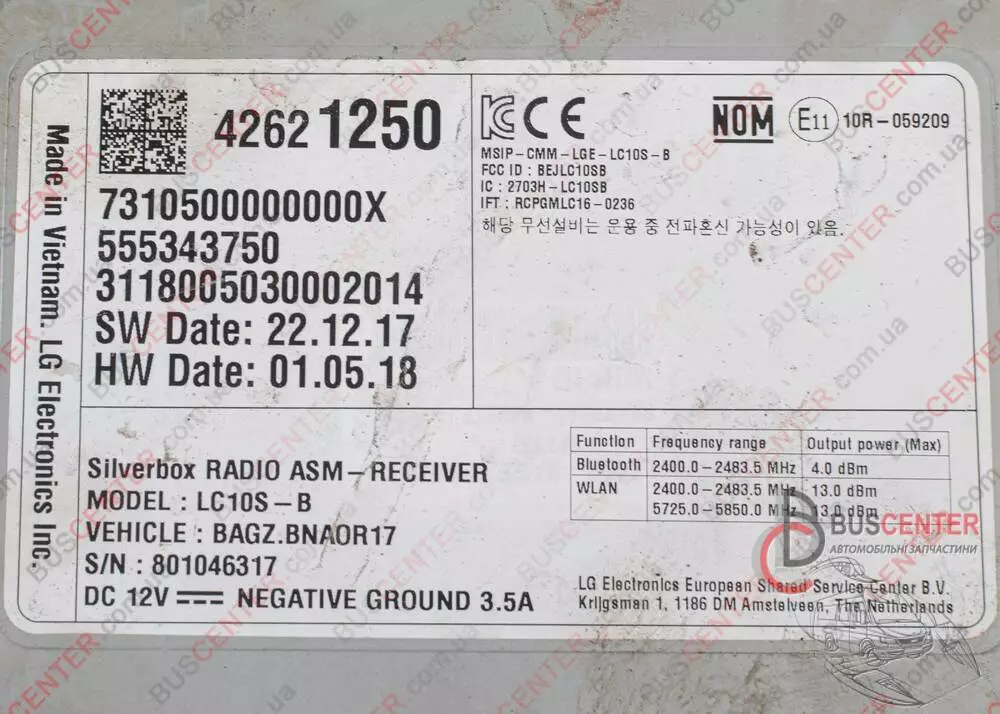 Made in Vietnam. LG Electronics Inc.
42621250
7310500000000X
555343750
3118005030002014
SW Date: 22.12.17
HW Date: 01.05.18
CE
NOM
E11
10R-059209
MSIP-CMM-LGE-LC10S-B
FCC ID : BEJLC10SB
IC : 2703H-LC10SB
IFT : RCPGMLC16-0236
해당 무선설비는 운용 중 전파혼신 가능성이 있음.
Silverbox RADIO ASM-RECEIVER
MODEL : LC10S-B
VEHICLE : BAGZ.BNAOR17
S/N : 801046317
DC 12V NEGATIVE GROUND 3.5A
Function Frequency range Output power (Max)
Bluetooth 2400.0-2483.5 MHz 4.0 dBm
WLAN 2400.0-2483.5 MHz 13.0 dBm
5725.0-5850.0 MHz 13.0 dBm
BUSCENTER
АВТОМОБІЛЬНІ ЗАПЧАСТИНИ
LG Electronics European Shared Service Center B.V.
Krijgsman 1, 1186 DM Amstelveen, The Netherlands
BUSCENTER.com.ua